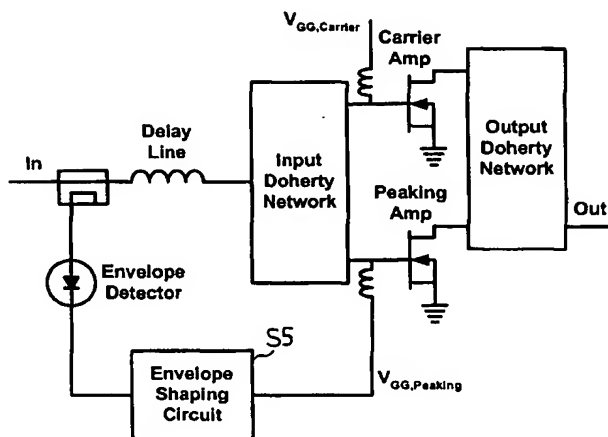 V_GG,Carrier
Carrier
Amp
Delay
Line
In
Input
Doherty
Network
Output
Doherty
Network
Peaking
Amp
Out
Envelope
Detector
S5
Envelope
Shaping
Circuit
V_GG,Peaking